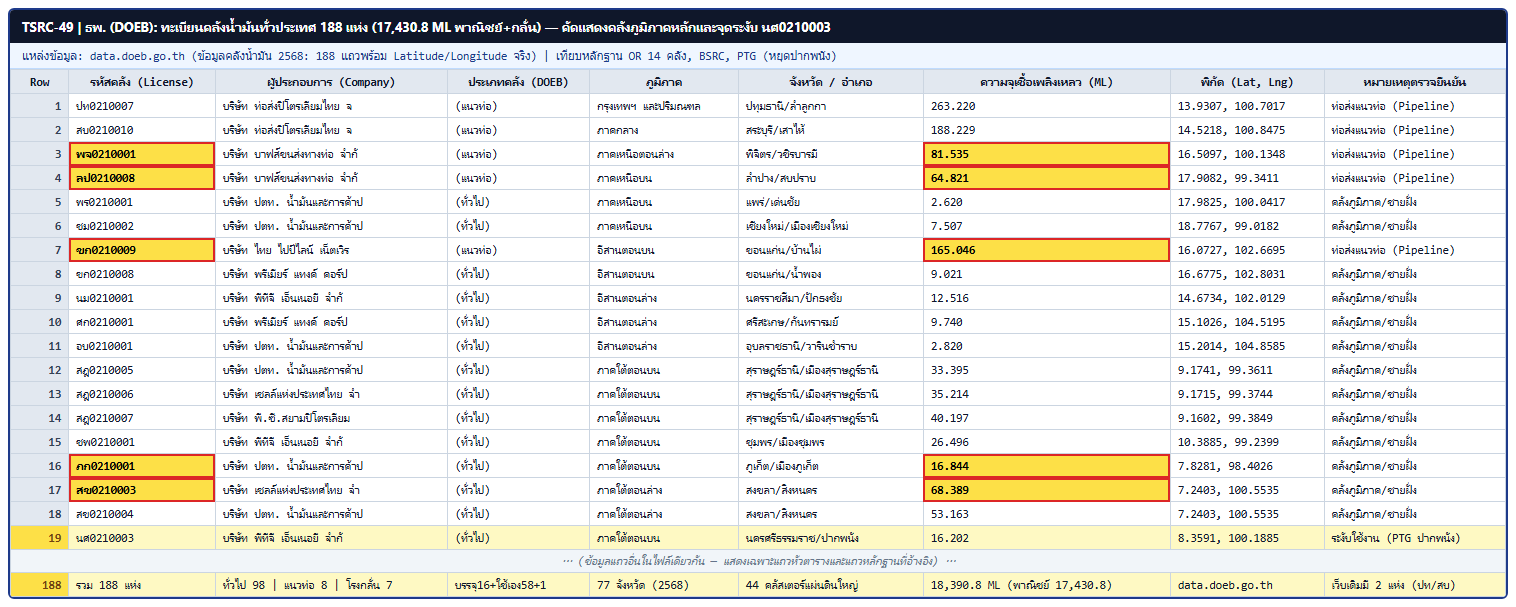 TSRC-49 | ธพ. (DOEB): ทะเบียนคลังน้ำมันทั่วประเทศ 188 แห่ง (17,430.8 ML พาณิชย์+กลั่น) — คัดแสดงคลังภูมิภาคหลักและจุดระงับ นศ0210003
แหล่งข้อมูล: data.doeb.go.th (ข้อมูลคลังน้ำมัน 2568: 188 แถวพร้อม Latitude/Longitude จริง) | เทียบหลักฐาน OR 14 คลัง, BSRC, PTG (หยุดปากพนัง)
Row รหัสคลัง (License) ผู้ประกอบการ (Company) ประเภทคลัง (DOEB) ภูมิภาค จังหวัด / อำเภอ ความจุเชื้อเพลิงเหลว (ML) พิกัด (Lat, Lng) หมายเหตุตรวจยืนยัน
1 ปท0210007 บริษัท ท่อส่งปิโตรเลียมไทย จ (แนวท่อ) กรุงเทพฯ และปริมณฑล ปทุมธานี/ลำลูกกา 263.220 13.9307, 100.7017 ท่อส่งแนวท่อ (Pipeline)
2 สบ0210010 บริษัท ท่อส่งปิโตรเลียมไทย จ (แนวท่อ) ภาคกลาง สระบุรี/เสาไห้ 188.229 14.5218, 100.8475 ท่อส่งแนวท่อ (Pipeline)
3 พจ0210001 บริษัท บาฟส์ขนส่งทางท่อ จำกั (แนวท่อ) ภาคเหนือตอนล่าง พิจิตร/วชิรบารมี 81.535 16.5097, 100.1348 ท่อส่งแนวท่อ (Pipeline)
4 ลป0210008 บริษัท บาฟส์ขนส่งทางท่อ จำกั (แนวท่อ) ภาคเหนือบน ลำปาง/สบปราบ 64.821 17.9082, 99.3411 ท่อส่งแนวท่อ (Pipeline)
5 พร0210001 บริษัท ปตท. น้ำมันและการค้าป (ทั่วไป) ภาคเหนือบน แพร่/เด่นชัย 2.620 17.9825, 100.0417 คลังภูมิภาค/ชายฝั่ง
6 ชม0210002 บริษัท ปตท. น้ำมันและการค้าป (ทั่วไป) ภาคเหนือบน เชียงใหม่/เมืองเชียงใหม่ 7.507 18.7767, 99.0182 คลังภูมิภาค/ชายฝั่ง
7 ขก0210009 บริษัท ไทย ไปป์ไลน์ เน็ตเวิร (แนวท่อ) อีสานตอนบน ขอนแก่น/บ้านไผ่ 165.046 16.0727, 102.6695 ท่อส่งแนวท่อ (Pipeline)
8 ขก0210008 บริษัท พรีเมียร์ แทงค์ คอร์ป (ทั่วไป) อีสานตอนบน ขอนแก่น/น้ำพอง 9.021 16.6775, 102.8031 คลังภูมิภาค/ชายฝั่ง
9 นม0210001 บริษัท พีทีจี เอ็นเนอยี จำกั (ทั่วไป) อีสานตอนล่าง นครราชสีมา/ปักธงชัย 12.516 14.6734, 102.0129 คลังภูมิภาค/ชายฝั่ง
10 ศก0210001 บริษัท พรีเมียร์ แทงค์ คอร์ป (ทั่วไป) อีสานตอนล่าง ศรีสะเกษ/กันทรารมย์ 9.740 15.1026, 104.5195 คลังภูมิภาค/ชายฝั่ง
11 อบ0210001 บริษัท ปตท. น้ำมันและการค้าป (ทั่วไป) อีสานตอนล่าง อุบลราชธานี/วารินชำราบ 2.820 15.2014, 104.8585 คลังภูมิภาค/ชายฝั่ง
12 สฎ0210005 บริษัท ปตท. น้ำมันและการค้าป (ทั่วไป) ภาคใต้ตอนบน สุราษฎร์ธานี/เมืองสุราษฎร์ธานี 33.395 9.1741, 99.3611 คลังภูมิภาค/ชายฝั่ง
13 สฎ0210006 บริษัท เชลล์แห่งประเทศไทย จำ (ทั่วไป) ภาคใต้ตอนบน สุราษฎร์ธานี/เมืองสุราษฎร์ธานี 35.214 9.1715, 99.3744 คลังภูมิภาค/ชายฝั่ง
14 สฎ0210007 บริษัท พี.ซี.สยามปิโตรเลียม (ทั่วไป) ภาคใต้ตอนบน สุราษฎร์ธานี/เมืองสุราษฎร์ธานี 40.197 9.1602, 99.3849 คลังภูมิภาค/ชายฝั่ง
15 ชพ0210001 บริษัท พีทีจี เอ็นเนอยี จำกั (ทั่วไป) ภาคใต้ตอนบน ชุมพร/เมืองชุมพร 26.496 10.3885, 99.2399 คลังภูมิภาค/ชายฝั่ง
16 ภก0210001 บริษัท ปตท. น้ำมันและการค้าป (ทั่วไป) ภาคใต้ตอนบน ภูเก็ต/เมืองภูเก็ต 16.844 7.8281, 98.4026 คลังภูมิภาค/ชายฝั่ง
17 สข0210003 บริษัท เชลล์แห่งประเทศไทย จำ (ทั่วไป) ภาคใต้ตอนล่าง สงขลา/สิงหนคร 68.389 7.2403, 100.5535 คลังภูมิภาค/ชายฝั่ง
18 สข0210004 บริษัท ปตท. น้ำมันและการค้าป (ทั่วไป) ภาคใต้ตอนล่าง สงขลา/สิงหนคร 53.163 7.2403, 100.5535 คลังภูมิภาค/ชายฝั่ง
19 นศ0210003 บริษัท พีทีจี เอ็นเนอยี จำกั (ทั่วไป) ภาคใต้ตอนบน นครศรีธรรมราช/ปากพนัง 16.202 8.3591, 100.1885 ระงับใช้งาน (PTG ปากพนัง)
··· (ข้อมูลแถวอื่นในไฟล์เดียวกัน — แสดงเฉพาะแถวหัวตารางและแถวหลักฐานที่อ้างอิง) ···
188 รวม 188 แห่ง ทั่วไป 98 | แนวท่อ 8 | โรงกลั่น 7 บรรจุ16+ใช้เอง58+1 77 จังหวัด (2568) 44 คลัสเตอร์แผ่นดินใหญ่ 18,390.8 ML (พาณิชย์ 17,430.8) data.doeb.go.th เว็บเดิมมี 2 แห่ง (ปท/สบ)